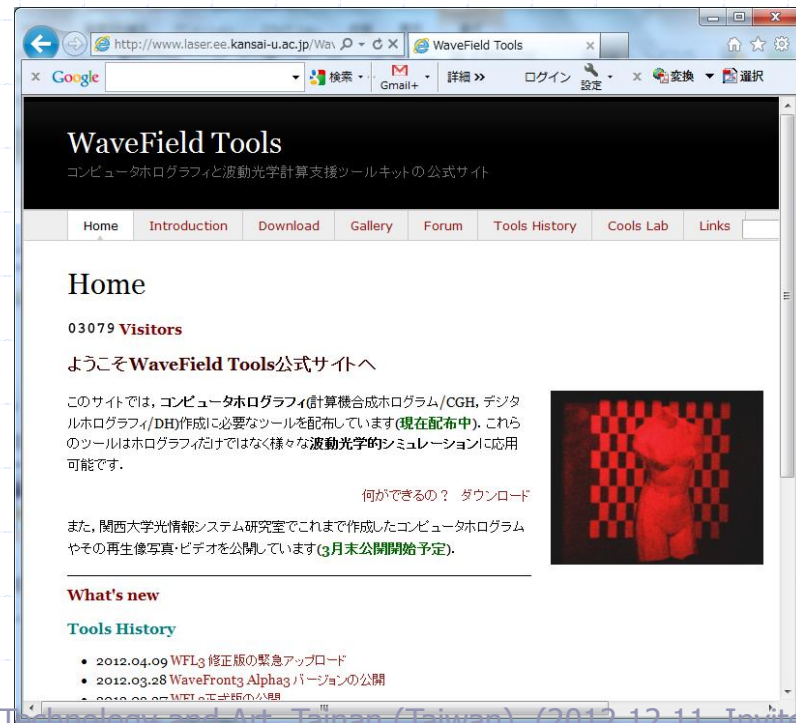 http://www.laser.ee.kansai-u.ac.jp/Wav
WaveField Tools
Google
検索
Gmail+
詳細 »
ログイン
設定
変換
選択
WaveField Tools
コンピュータホログラフィと波動光学計算支援ツールキットの公式サイト
Home Introduction Download Gallery Forum Tools History Cools Lab Links
Home
03079 Visitors
ようこそWaveField Tools公式サイトへ
このサイトでは，コンピュータホログラフィ(計算機合成ホログラム/CGH, デジタ
ルホログラフィ/DH)作成に必要なツールを配布しています(現在配布中). これら
のツールはホログラフィだけではなく様々な波動光学的シミュレーションに応用
可能です．
何ができるの？ ダウンロード
また，関西大学光情報システム研究室でこれまで作成したコンピュータホログラム
やその再生像写真・ビデオを公開しています(3月末公開開始予定).
What's new
Tools History
• 2012.04.09 WFL3 修正版の緊急アップロード
• 2012.03.28 WaveFront3 Alpha3 バージョンの公開
Technology and Art, Tainan (Taiwan), (2012-12-11, Invite